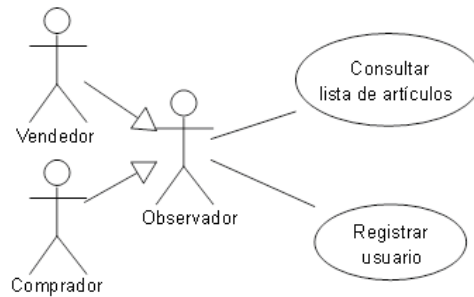 Consultar
lista de artículos
Vendedor
Observador
Registrar
usuario
Comprador